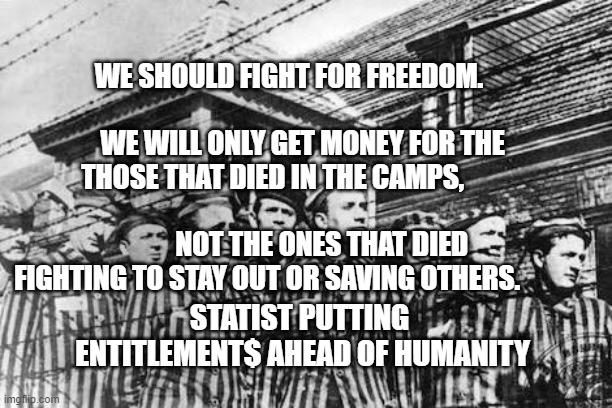 WE SHOULD FIGHT FOR FREEDOM.
WE WILL ONLY GET MONEY FOR THE
THOSE THAT DIED IN THE CAMPS,
NOT THE ONES THAT DIED
FIGHTING TO STAY OUT OR SAVING OTHERS.
STATIST PUTTING
ENTITLEMENT$ AHEAD OF HUMANITY
imgflip.com